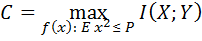 C = max f(x): E x² ≤ P I(X; Y)